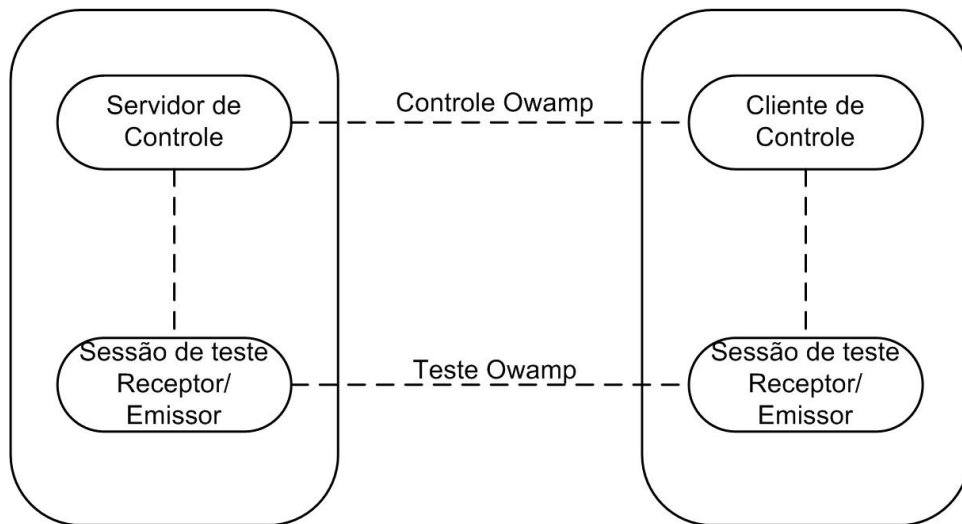 Servidor de
Controle
Controle Owamp
Cliente de
Controle
Sessão de teste
Receptor/
Emissor
Teste Owamp
Sessão de teste
Receptor/
Emissor